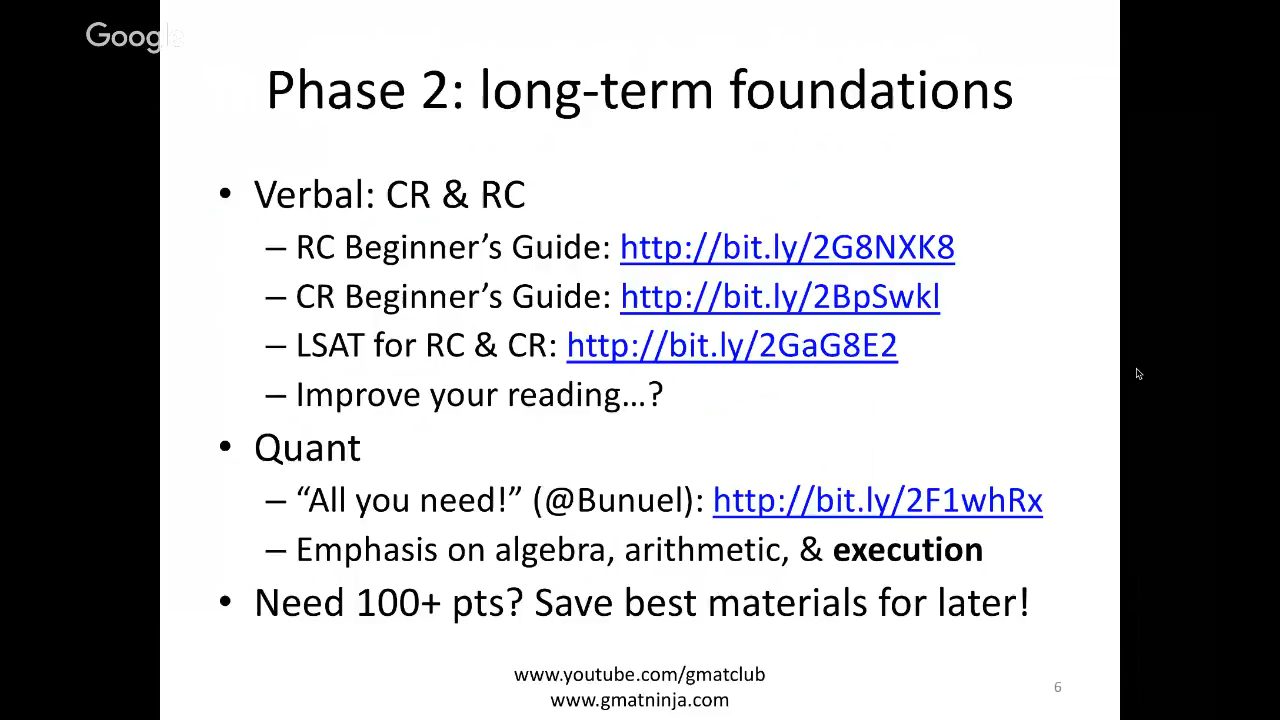 Google
Phase 2: long-term foundations
• Verbal: CR & RC
– RC Beginner’s Guide: http://bit.ly/2G8NXK8
– CR Beginner’s Guide: http://bit.ly/2BpSwkl
– LSAT for RC & CR: http://bit.ly/2GaG8E2
– Improve your reading…?
• Quant
– “All you need!” (@Bunuel): http://bit.ly/2F1whRx
– Emphasis on algebra, arithmetic, & execution
• Need 100+ pts? Save best materials for later!
www.youtube.com/gmatclub
www.gmatninja.com
6